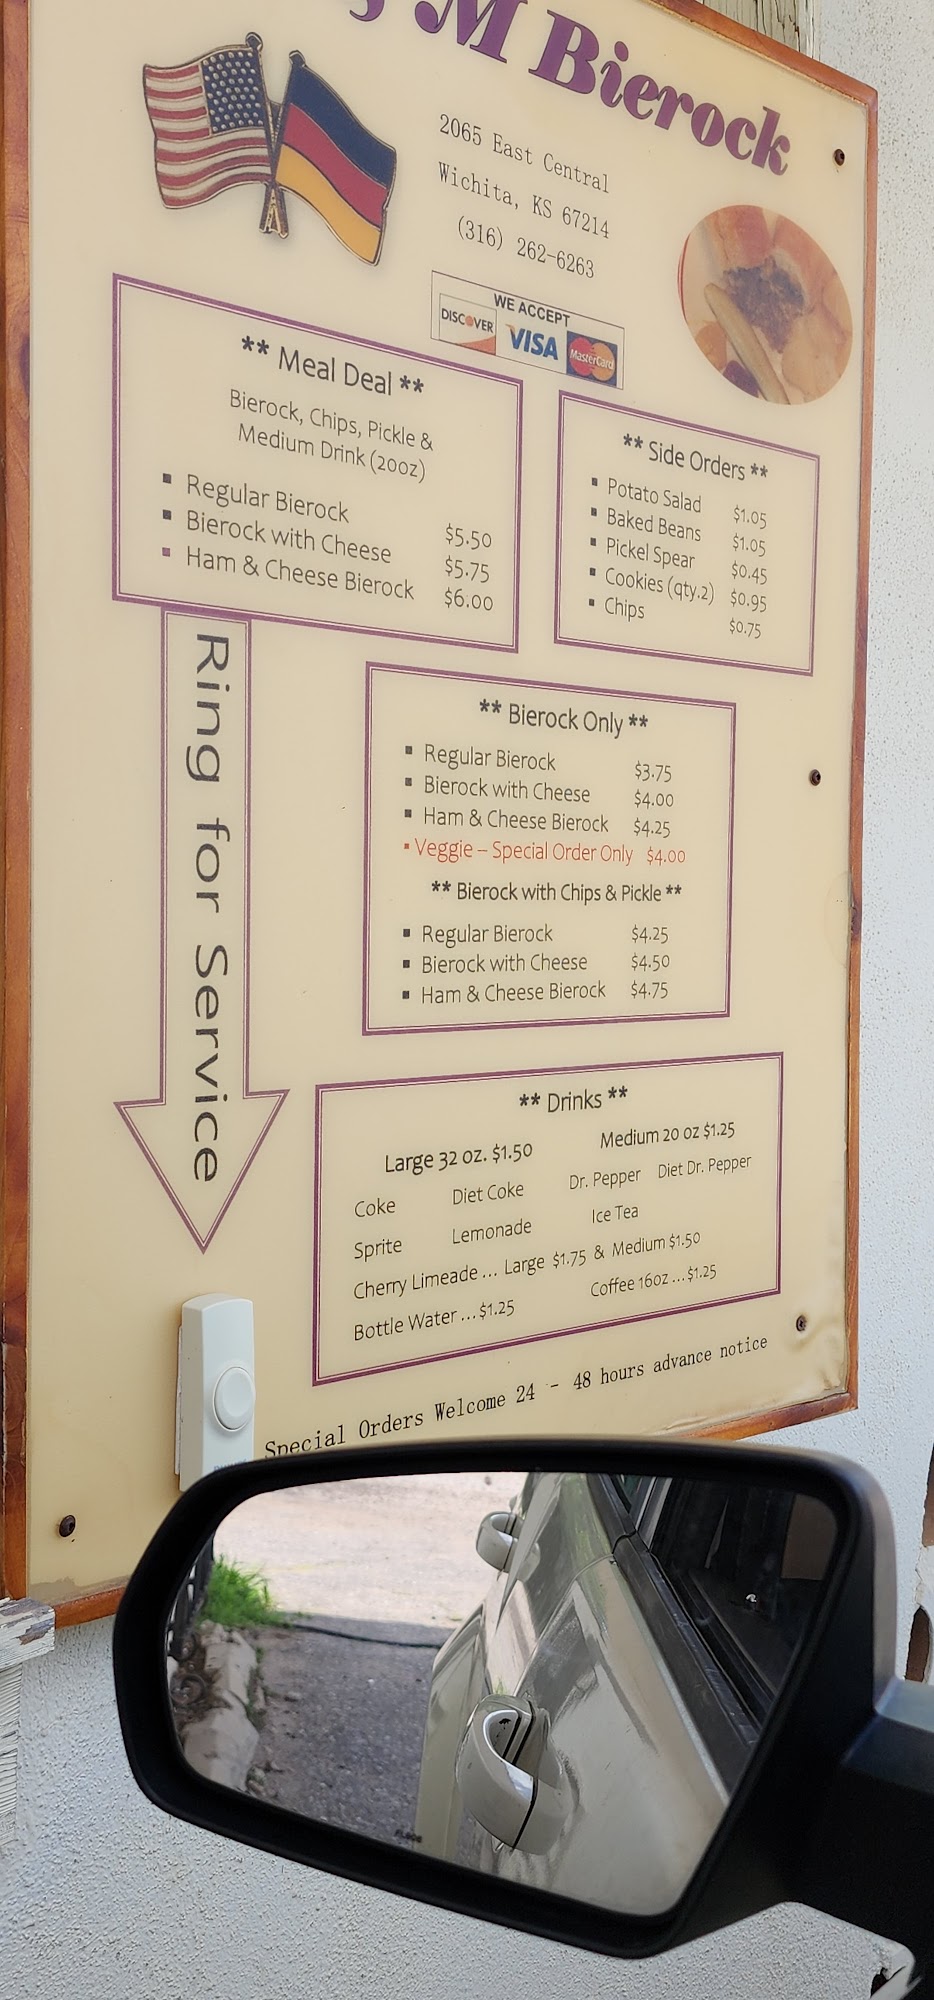 M Bierock
2065 East Central
Wichita, KS 67214
(316) 262-6263
WE ACCEPT
DISCOVER VISA MasterCard
** Meal Deal **
Bierock, Chips, Pickle &
Medium Drink (20oz)
▪ Regular Bierock $5.50
▪ Bierock with Cheese $5.75
▪ Ham & Cheese Bierock $6.00
** Side Orders **
▪ Potato Salad $1.05
▪ Baked Beans $1.05
▪ Pickel Spear $0.45
▪ Cookies (qty.2) $0.95
▪ Chips $0.75
Ring for Service
** Bierock Only **
▪ Regular Bierock $3.75
▪ Bierock with Cheese $4.00
▪ Ham & Cheese Bierock $4.25
▪ Veggie – Special Order Only $4.00
** Bierock with Chips & Pickle **
▪ Regular Bierock $4.25
▪ Bierock with Cheese $4.50
▪ Ham & Cheese Bierock $4.75
** Drinks **
Large 32 oz. $1.50 Medium 20 oz $1.25
Coke Diet Coke Dr. Pepper Diet Dr. Pepper
Sprite Lemonade Ice Tea
Cherry Limeade ... Large $1.75 & Medium $1.50
Bottle Water ... $1.25 Coffee 16oz ... $1.25
Special Orders Welcome 24 - 48 hours advance notice